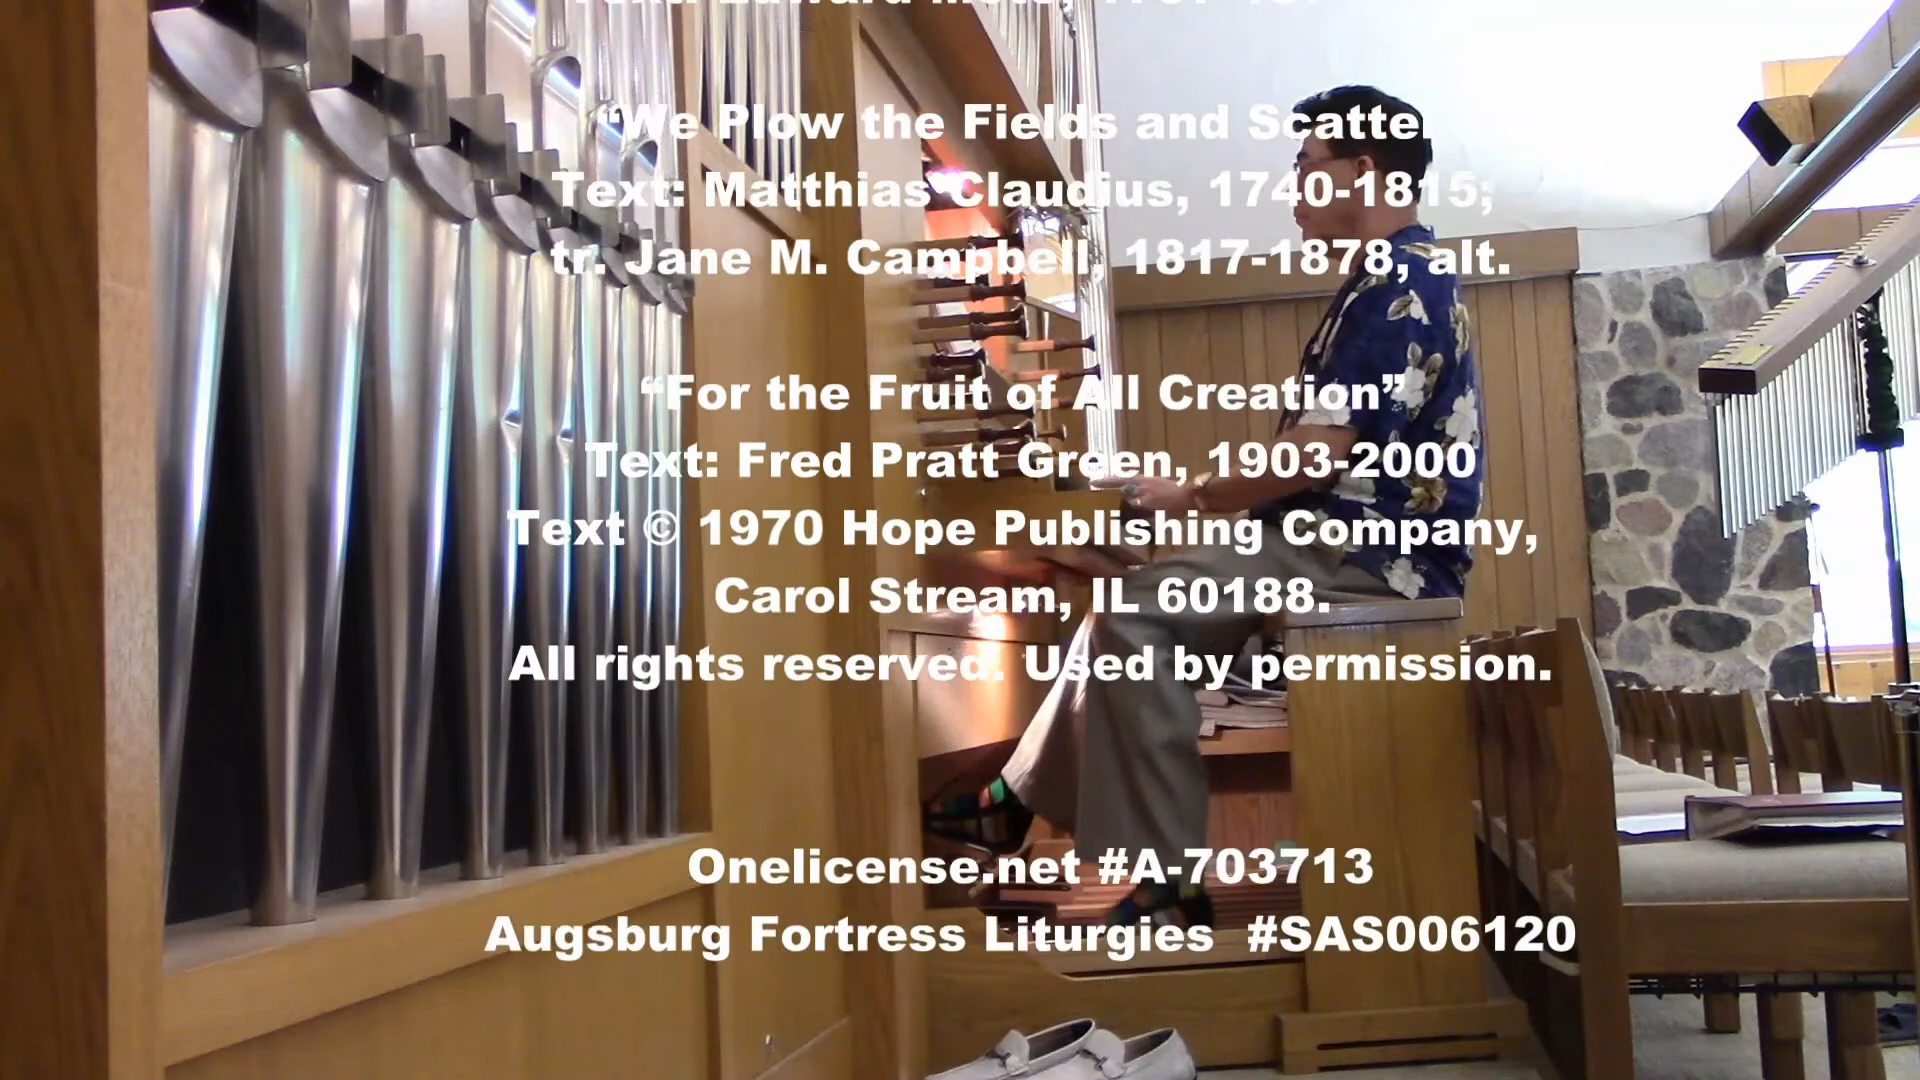 “We Plow the Fields and Scatter
Text: Matthias Claudius, 1740-1815;
tr. Jane M. Campbell, 1817-1878, alt.
“For the Fruit of All Creation”
Text: Fred Pratt Green, 1903-2000
Text © 1970 Hope Publishing Company,
Carol Stream, IL 60188.
All rights reserved. Used by permission.
Onelicense.net #A-703713
Augsburg Fortress Liturgies #SAS006120